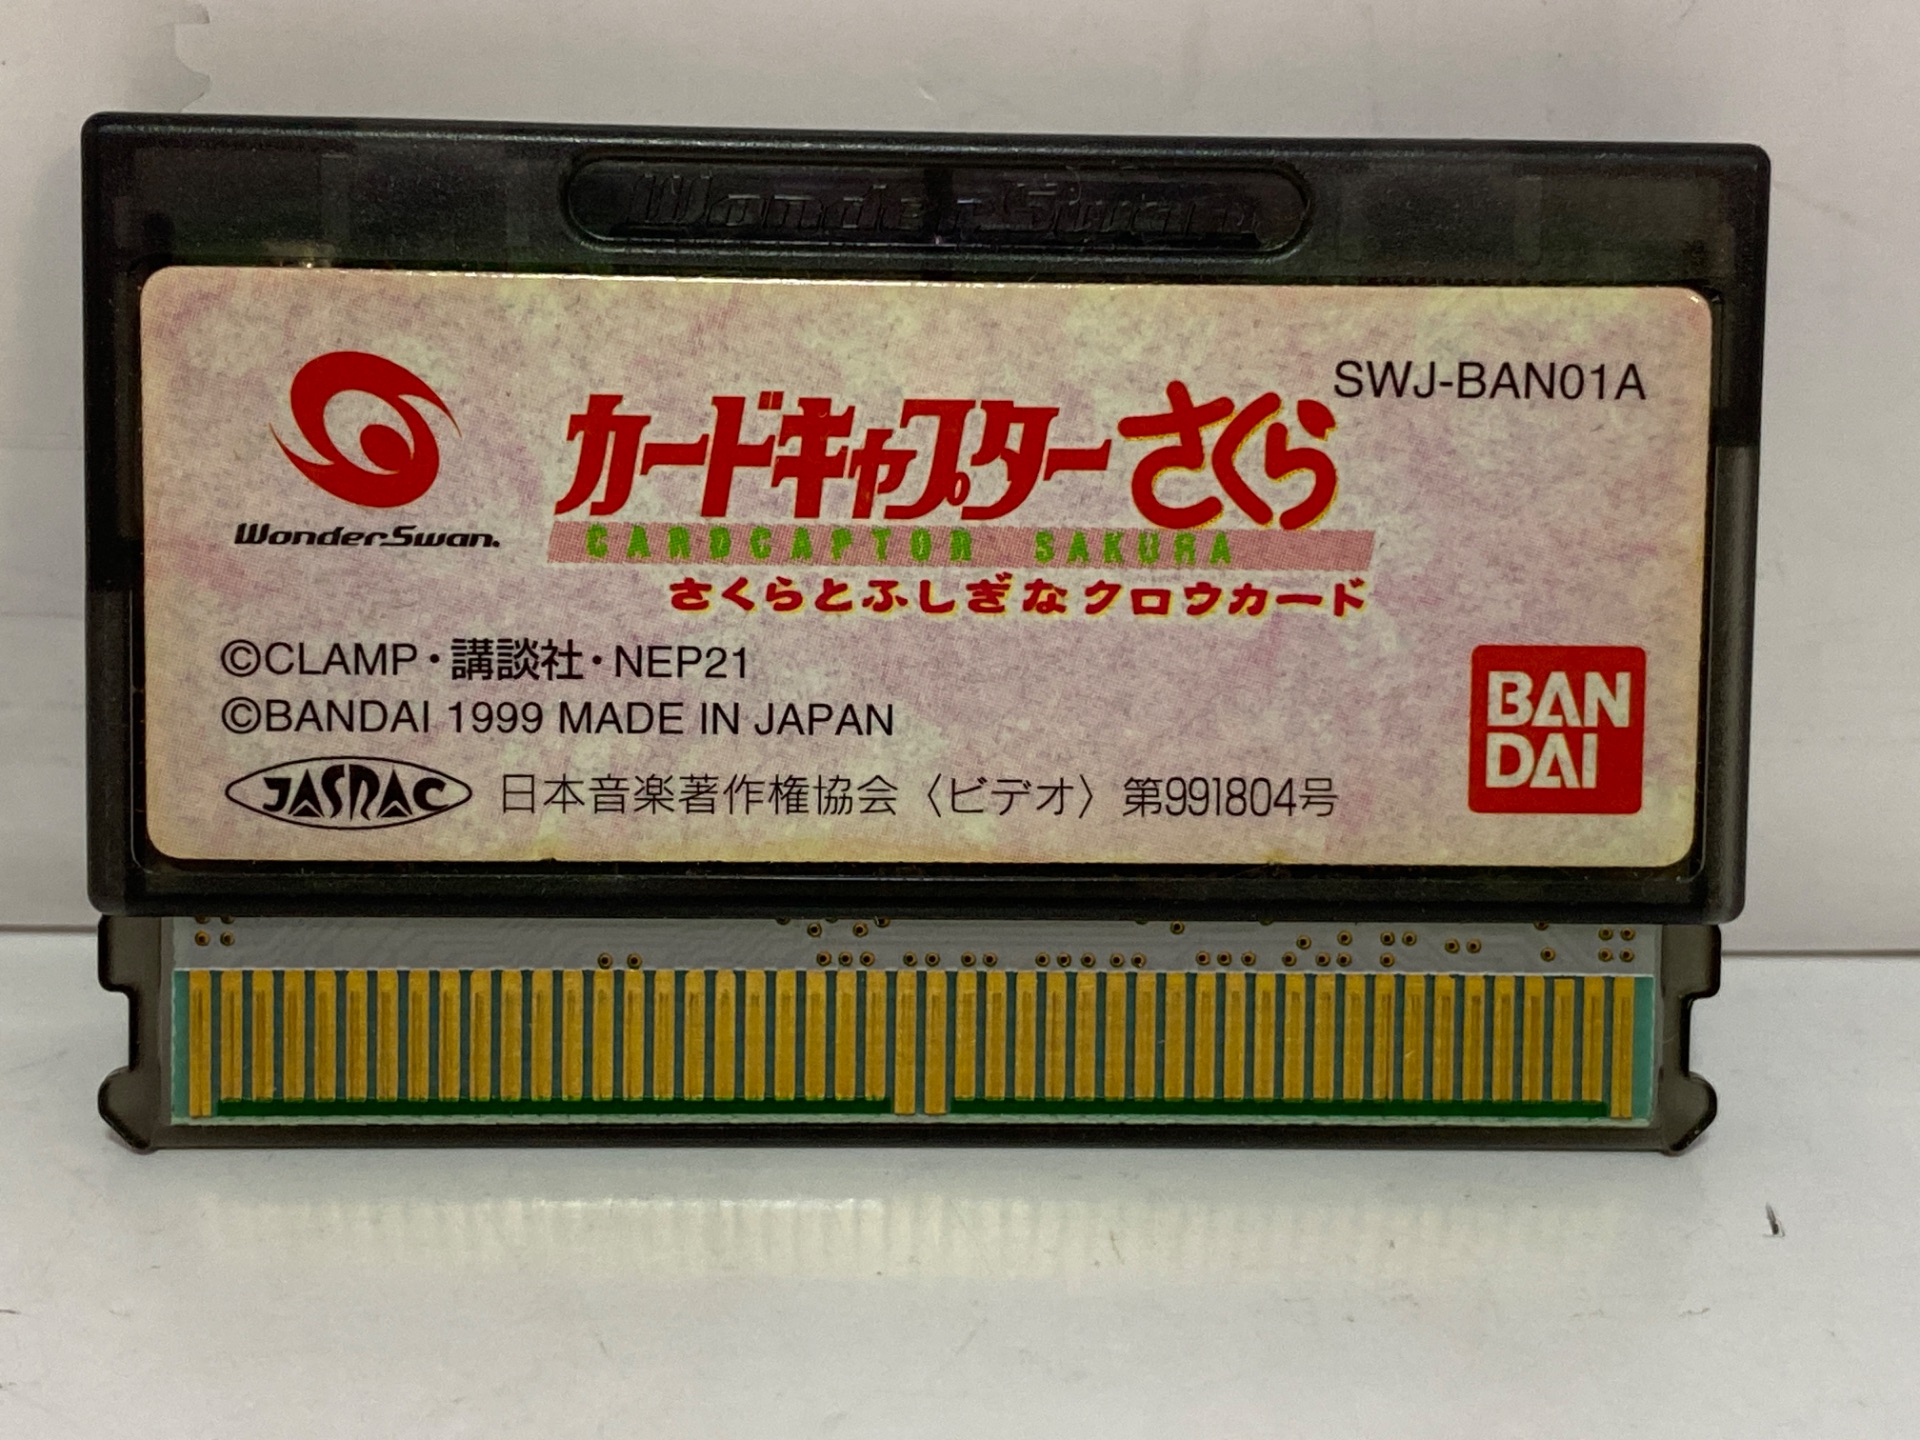 WonderSwan
SWJ-BAN01A
カードキャプターさくら
WonderSwan.
CARDCAPTOR SAKURA
さくらとふしぎなクロウカード
©CLAMP・講談社・NEP21
©BANDAI 1999 MADE IN JAPAN
BAN
DAI
JASRAC 日本音楽著作権協会〈ビデオ〉第991804号